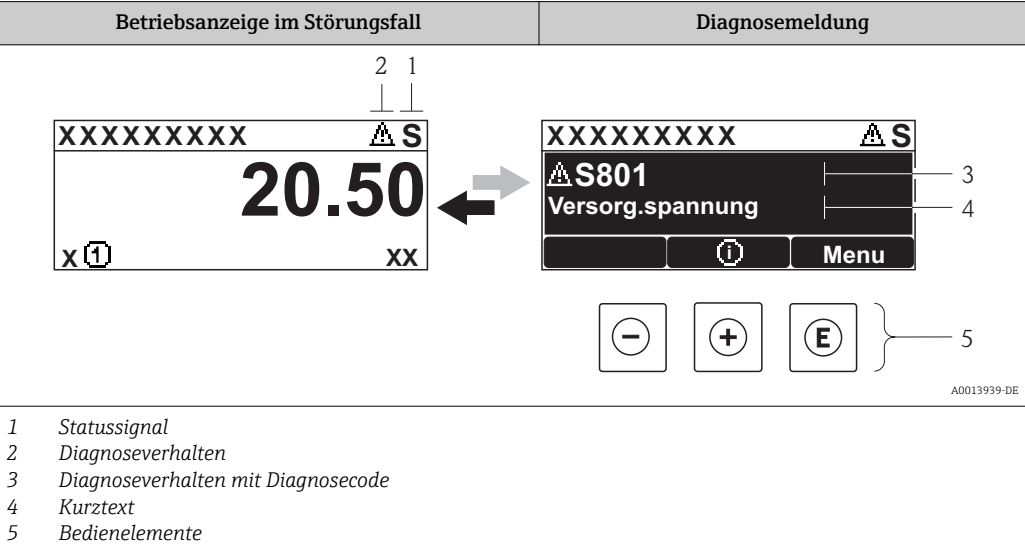 Betriebsanzeige im Störungsfall
Diagnosemeldung
2 1
XXXXXXXXX S
20.50
x 1
xx
XXXXXXXXX S
S801
Versorg.spannung
i Menu
3
4
− + E
5
A0013939-DE
1 Statussignal
2 Diagnoseverhalten
3 Diagnoseverhalten mit Diagnosecode
4 Kurztext
5 Bedienelemente